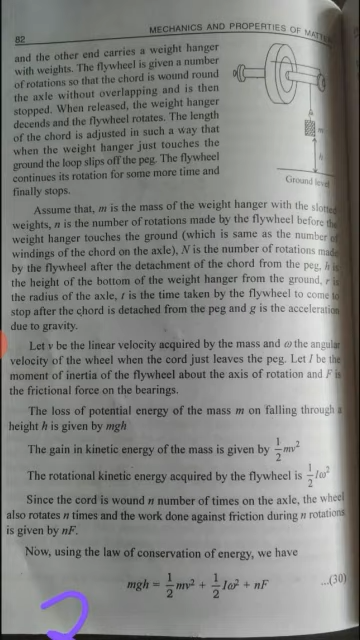 82
MECHANICS AND PROPERTIES OF MATTER
and the other end carries a weight hanger
with weights. The flywheel is given a number
of rotations so that the chord is wound round
the axle without overlapping and is then
stopped. When released, the weight hanger
decends and the flywheel rotates. The length
of the chord is adjusted in such a way that
when the weight hanger just touches the
ground the loop slips off the peg. The flywheel
continues its rotation for some more time and
finally stops.
m
h
Ground level
Assume that, m is the mass of the weight hanger with the slotted
weights, n is the number of rotations made by the flywheel before the
weight hanger touches the ground (which is same as the number of
windings of the chord on the axle), N is the number of rotations made
by the flywheel after the detachment of the chord from the peg, h is
the height of the bottom of the weight hanger from the ground, r is
the radius of the axle, t is the time taken by the flywheel to come to
stop after the chord is detached from the peg and g is the acceleration
due to gravity.
Let v be the linear velocity acquired by the mass and ω the angular
velocity of the wheel when the cord just leaves the peg. Let I be the
moment of inertia of the flywheel about the axis of rotation and F is
the frictional force on the bearings.
The loss of potential energy of the mass m on falling through a
height h is given by mgh
The gain in kinetic energy of the mass is given by 1/2 mv²
The rotational kinetic energy acquired by the flywheel is 1/2 Iω²
Since the cord is wound n number of times on the axle, the wheel
also rotates n times and the work done against friction during n rotations
is given by nF.
Now, using the law of conservation of energy, we have
mgh = 1/2 mv² + 1/2 Iω² + nF ...(30)